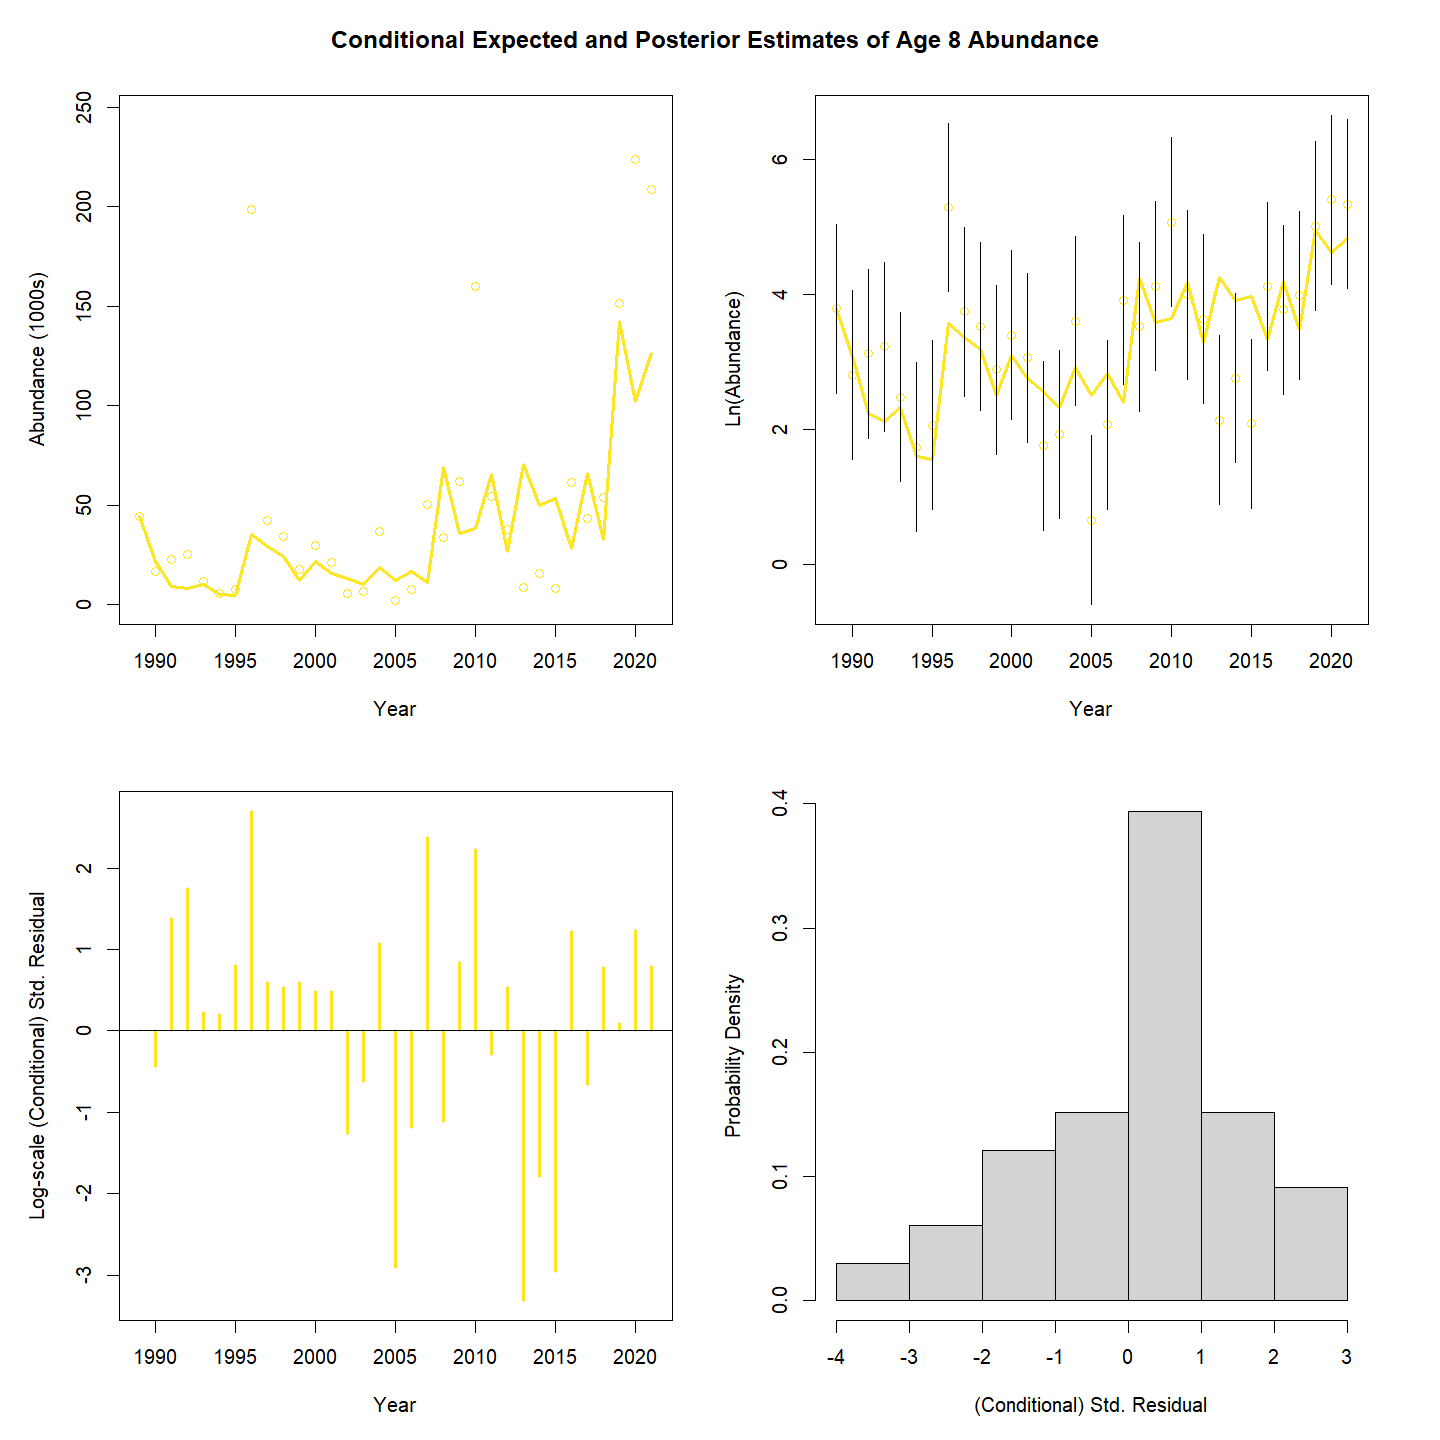 Conditional Expected and Posterior Estimates of Age 8 Abundance
Abundance (1000s)
250
200
150
100
50
0
1990 1995 2000 2005 2010 2015 2020
Year
Ln(Abundance)
6
4
2
0
1990 1995 2000 2005 2010 2015 2020
Year
Log-scale (Conditional) Std. Residual
2
1
0
-1
-2
-3
1990 1995 2000 2005 2010 2015 2020
Year
Probability Density
0.4
0.3
0.2
0.1
0.0
-4 -3 -2 -1 0 1 2 3
(Conditional) Std. Residual